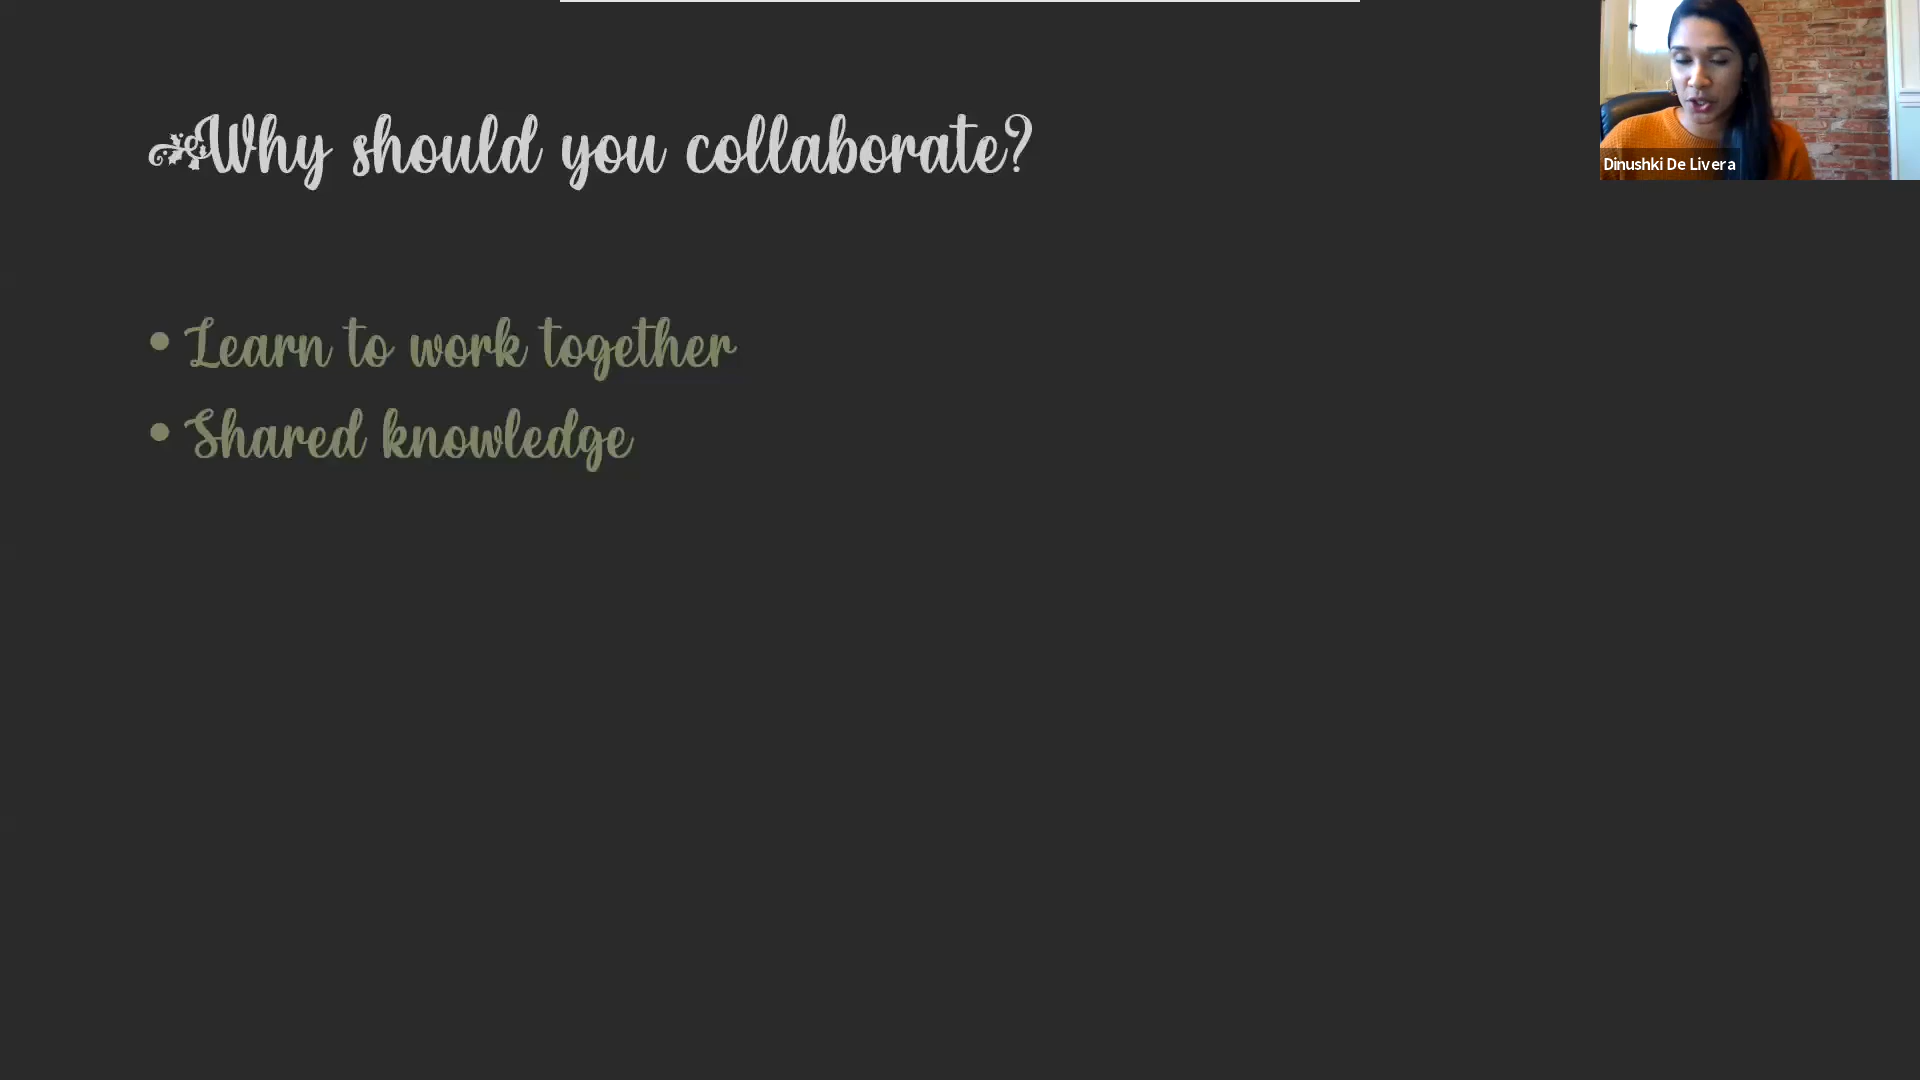 Why should you collaborate?
• Learn to work together
• Shared knowledge
Dinushki De Livera